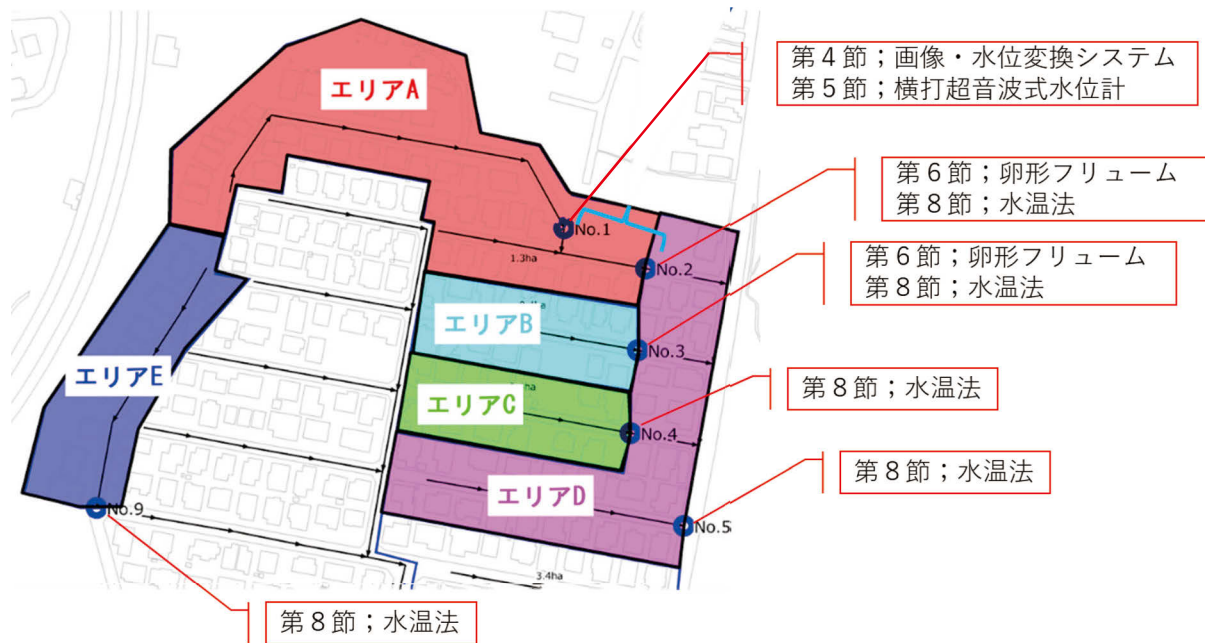 第４節；画像・水位変換システム
第５節；横打超音波式水位計
エリアA
第６節；卵形フリューム
第８節；水温法
No.1
1.3ha
No.2
第６節；卵形フリューム
第８節；水温法
エリアB
No.3
エリアE
エリアC
第８節；水温法
No.4
第８節；水温法
エリアD
No.9
No.5
3.4ha
第８節；水温法